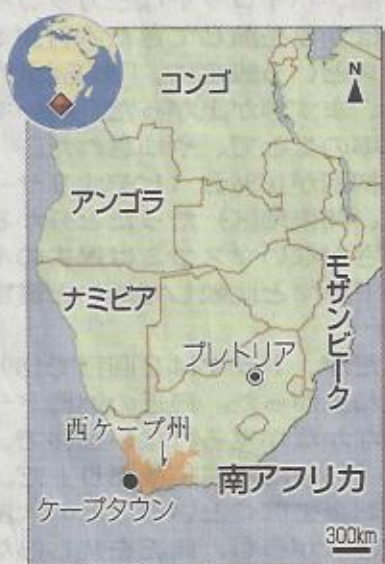 N
コンゴ
アンゴラ
ナミビア
モザンビーク
プレトリア
西ケープ州
南アフリカ
ケープタウン
300km